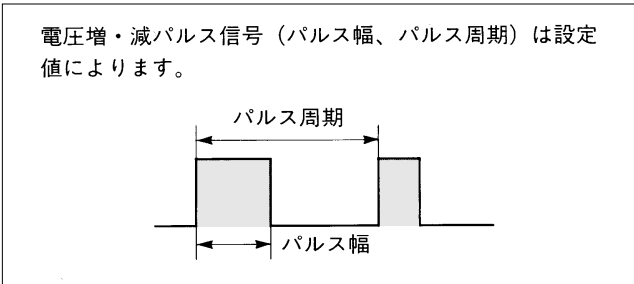 電圧増・減パルス信号（パルス幅、パルス周期）は設定
値によります。
パルス周期
パルス幅